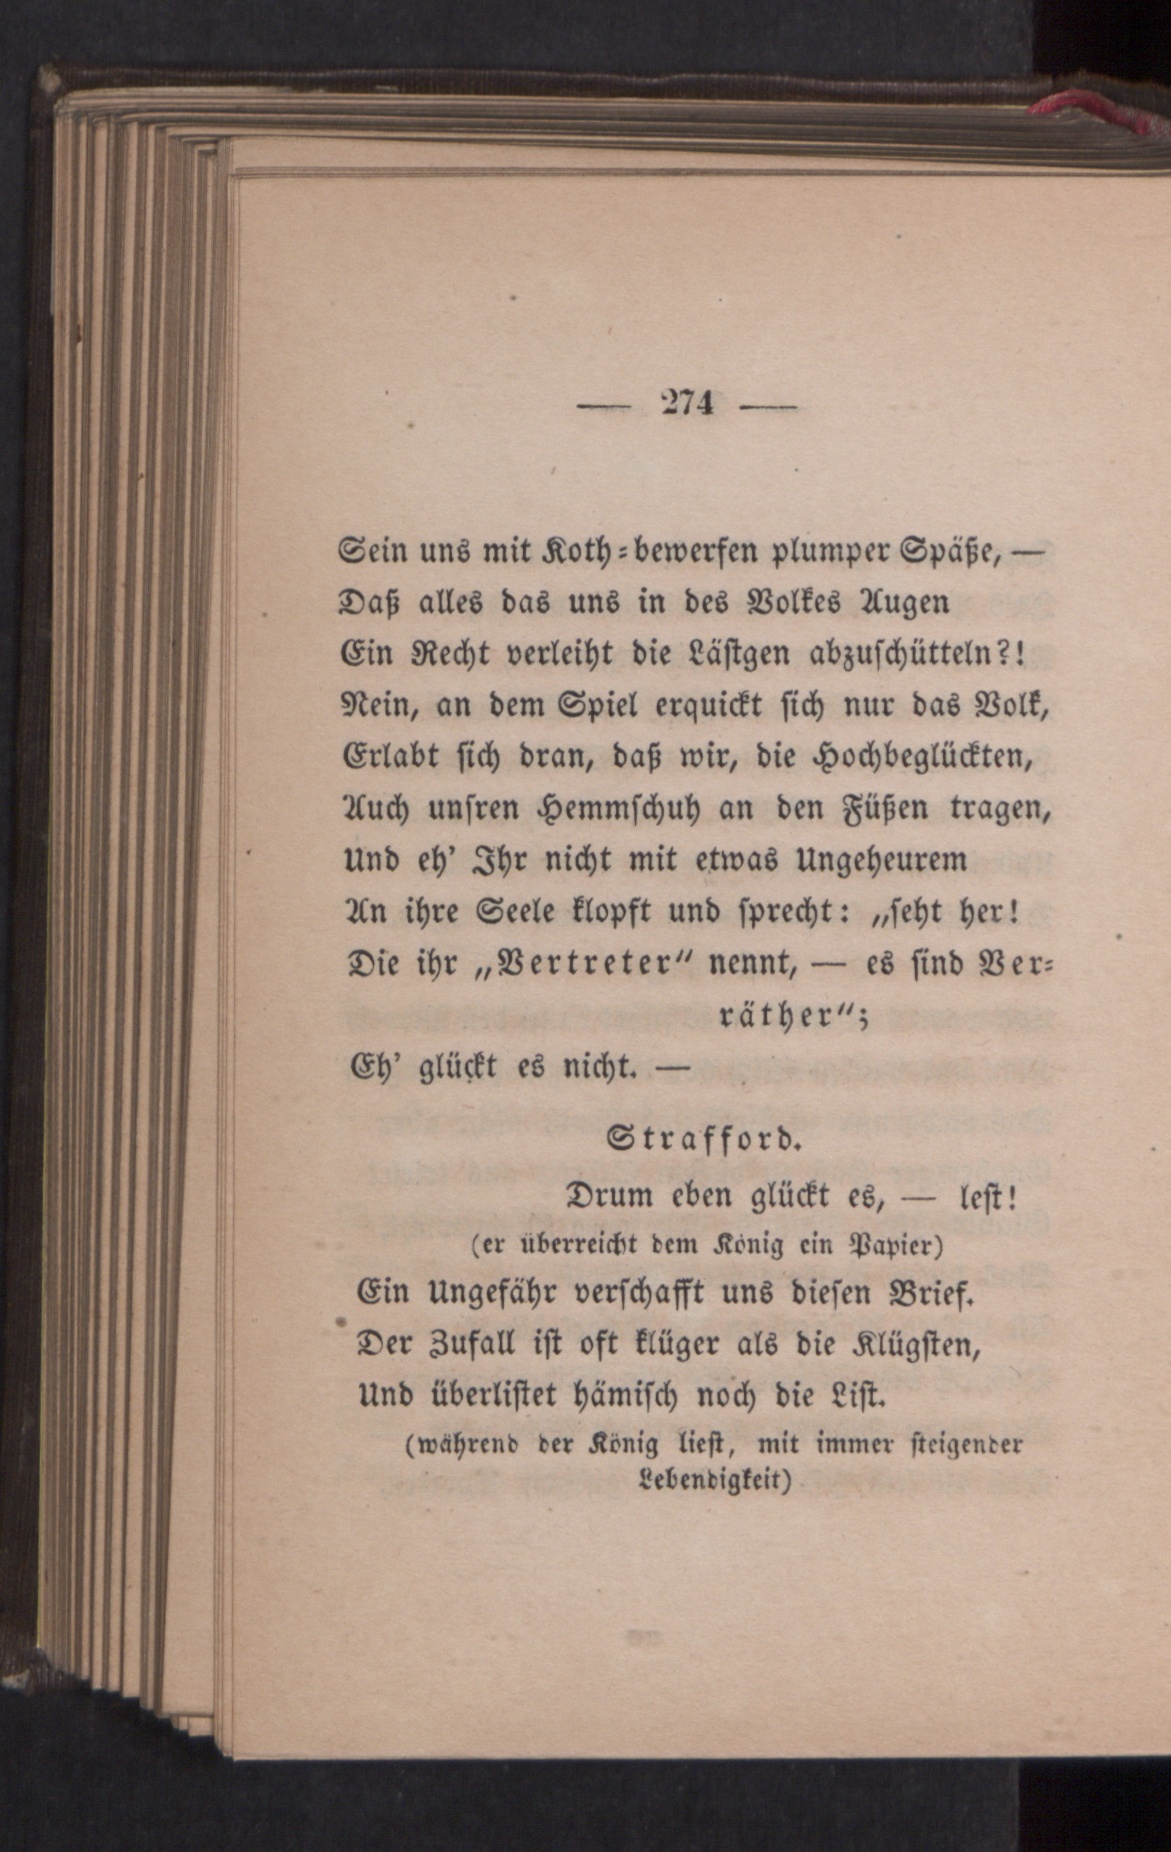 — 274 —
Sein uns mit Koth-bewerfen plumper Späße, —
Daß alles das uns in des Volkes Augen
Ein Recht verleiht die Lästgen abzuschütteln?!
Nein, an dem Spiel erquickt sich nur das Volk,
Erlabt sich dran, daß wir, die Hochbeglückten,
Auch unsren Hemmschuh an den Füßen tragen,
Und eh' Ihr nicht mit etwas Ungeheurem
An ihre Seele klopft und sprecht: „seht her!
Die ihr „Vertreter“ nennt, — es sind Ver-
räther“;
Eh' glückt es nicht. —
Strafford.
Drum eben glückt es, — lest!
(er überreicht dem König ein Papier)
Ein Ungefähr verschafft uns diesen Brief.
Der Zufall ist oft klüger als die Klügsten,
Und überlistet hämisch noch die List.
(während der König liest, mit immer steigender
Lebendigkeit)